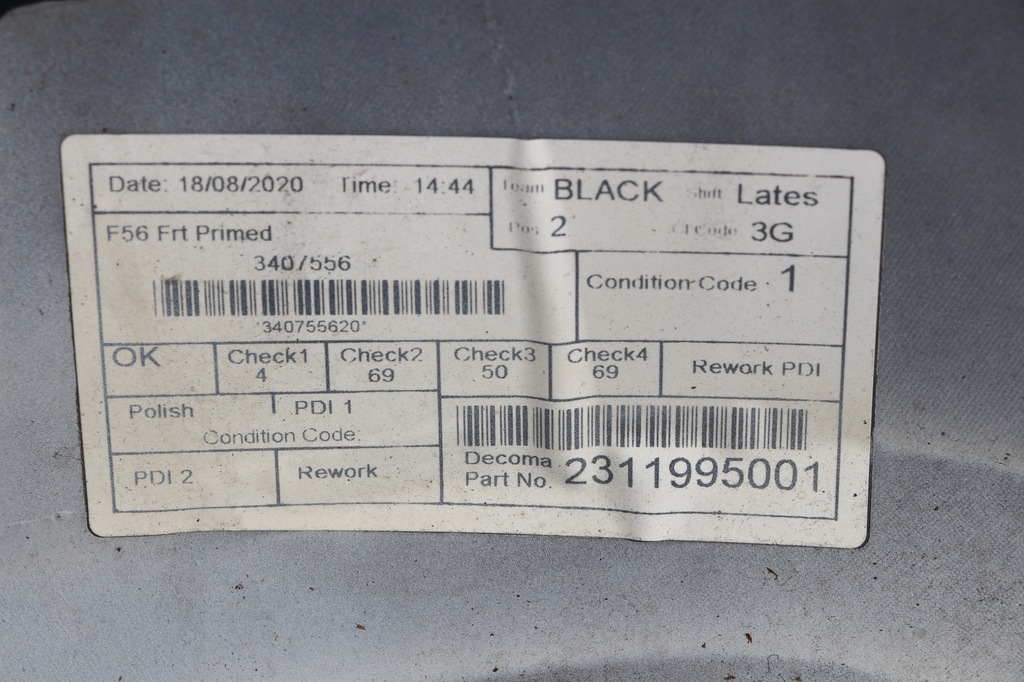 Date: 18/08/2020 Time: 14:44
Team BLACK Shift Lates
Pos 2 3G
F56 Frt Primed
3407556
*340755620*
Condition Code 1
OK Check1 Check2 Check3 Check4 Rework PDI
4 69 50 69
Polish PDI 1
Condition Code:
PDI 2 Rework
Decoma
Part No. 2311995001